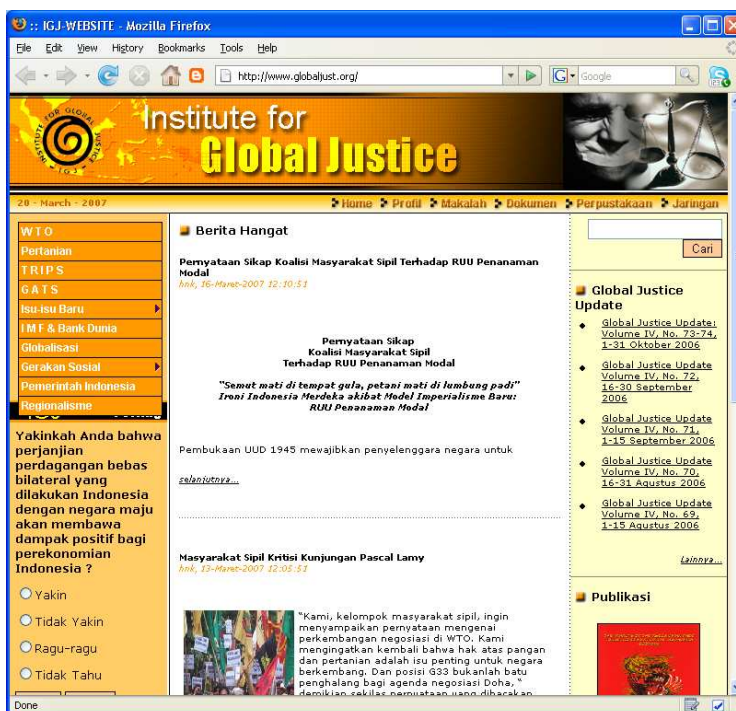 :: IGJ-WEBSITE - Mozilla Firefox
File Edit View History Bookmarks Tools Help
http://www.globaljust.org/
Google
INSTITUTE FOR GLOBAL JUSTICE
IGJ
Institute for
Global Justice
20 - March - 2007
Home Profil Makalah Dokumen Perpustakaan Jaringan
WTO
Pertanian
TRIPS
GATS
Isu-isu Baru
IMF & Bank Dunia
Globalisasi
Gerakan Sosial
Pemerintah Indonesia
Regionalisme
Yakinkah Anda bahwa
perjanjian
perdagangan bebas
bilateral yang
dilakukan Indonesia
dengan negara maju
akan membawa
dampak positif bagi
perekonomian
Indonesia ?
Yakin
Tidak Yakin
Ragu-ragu
Tidak Tahu
Berita Hangat
Pernyataan Sikap Koalisi Masyarakat Sipil Terhadap RUU Penanaman
Modal
hnk, 16-Maret-2007 12:10:51
Pernyataan Sikap
Koalisi Masyarakat Sipil
Terhadap RUU Penanaman Modal
"Semut mati di tempat gula, petani mati di lumbung padi"
Ironi Indonesia Merdeka akibat Model Imperialisme Baru:
RUU Penanaman Modal
Pembukaan UUD 1945 mewajibkan penyelenggara negara untuk
selanjutnya...
Masyarakat Sipil Kritisi Kunjungan Pascal Lamy
hnk, 13-Maret-2007 12:05:51
"Kami, kelompok masyarakat sipil, ingin
menyampaikan pernyataan mengenai
perkembangan negosiasi di WTO. Kami
mengingatkan kembali bahwa hak atas pangan
dan pertanian adalah isu penting untuk negara
berkembang. Dan posisi G33 bukanlah batu
penghalang bagi agenda negosiasi Doha, "
demikian sekilas pernyataan yang dibacakan
Cari
Global Justice
Update
Global Justice Update:
Volume IV, No. 73-74,
1-31 Oktober 2006
Global Justice Update
Volume IV, No. 72,
16-30 September
2006
Global Justice Update
Volume IV, No. 71,
1-15 September 2006
Global Justice Update
Volume IV, No. 70,
16-31 Agustus 2006
Global Justice Update
Volume IV, No. 69,
1-15 Agustus 2006
Lainnya...
Publikasi
Done